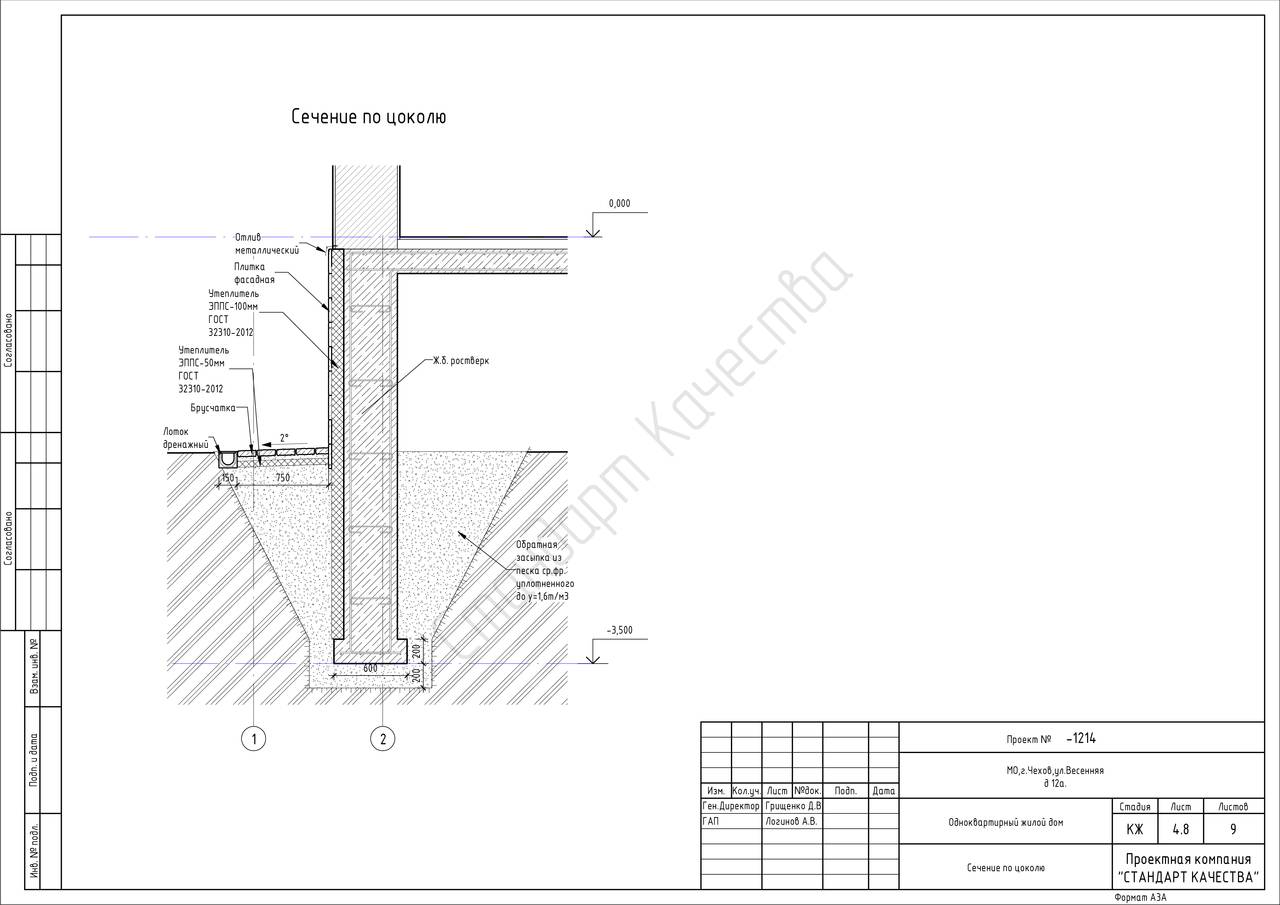 Сечение по цоколю
0,000
Отлив
металлический
Плитка
фасадная
Утеплитель
ЭППС-100мм
ГОСТ
32310-2012
Утеплитель
ЭППС-50мм
ГОСТ
32310-2012
Брусчатка
Лоток
дренажный
2°
150
750
Ж.б. ростверк
Обратная
засыпка из
песка ср.фр.
уплотненного
до y=1,6т/м3
-3,500
200
200
600
1
2
Стандарт Качества
Согласовано
Согласовано
Взам. инв. №
Подп. и дата
Инв. № подл.
Изм. Кол.уч. Лист №док. Подп. Дата
Ген.Директор Грищенко Д.В
ГАП Логинов А.В.
Проект № -1214
МО,г.Чехов,ул.Весенняя
д 12а.
Одноквартирный жилой дом
Стадия Лист Листов
КЖ 4.8 9
Сечение по цоколю
Проектная компания
"СТАНДАРТ КАЧЕСТВА"
Формат А3А